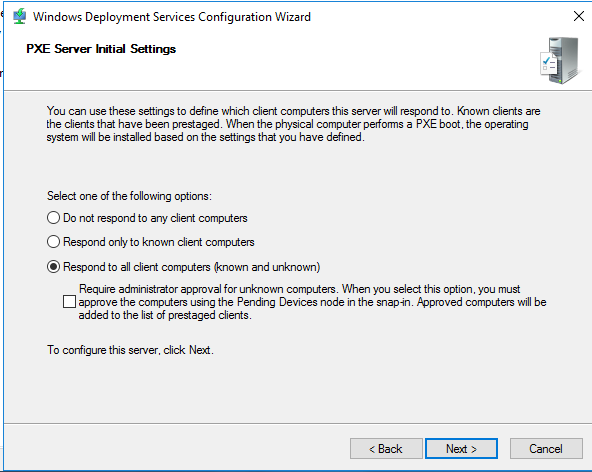 Windows Deployment Services Configuration Wizard
PXE Server Initial Settings
You can use these settings to define which client computers this server will respond to. Known clients are
the clients that have been prestaged. When the physical computer performs a PXE boot, the operating
system will be installed based on the settings that you have defined.
Select one of the following options:
Do not respond to any client computers
Respond only to known client computers
Respond to all client computers (known and unknown)
Require administrator approval for unknown computers. When you select this option, you must
approve the computers using the Pending Devices node in the snap-in. Approved computers will be
added to the list of prestaged clients.
To configure this server, click Next.
< Back
Next >
Cancel